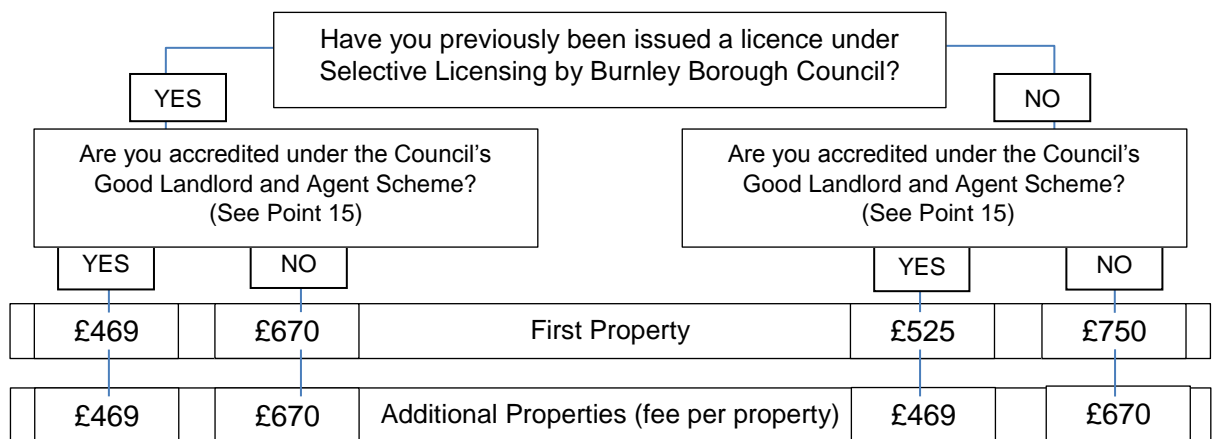 Have you previously been issued a licence under
Selective Licensing by Burnley Borough Council?
YES
NO
Are you accredited under the Council's
Good Landlord and Agent Scheme?
(See Point 15)
Are you accredited under the Council's
Good Landlord and Agent Scheme?
(See Point 15)
YES
NO
YES
NO
£469
£670
First Property
£525
£750
£469
£670
Additional Properties (fee per property)
£469
£670